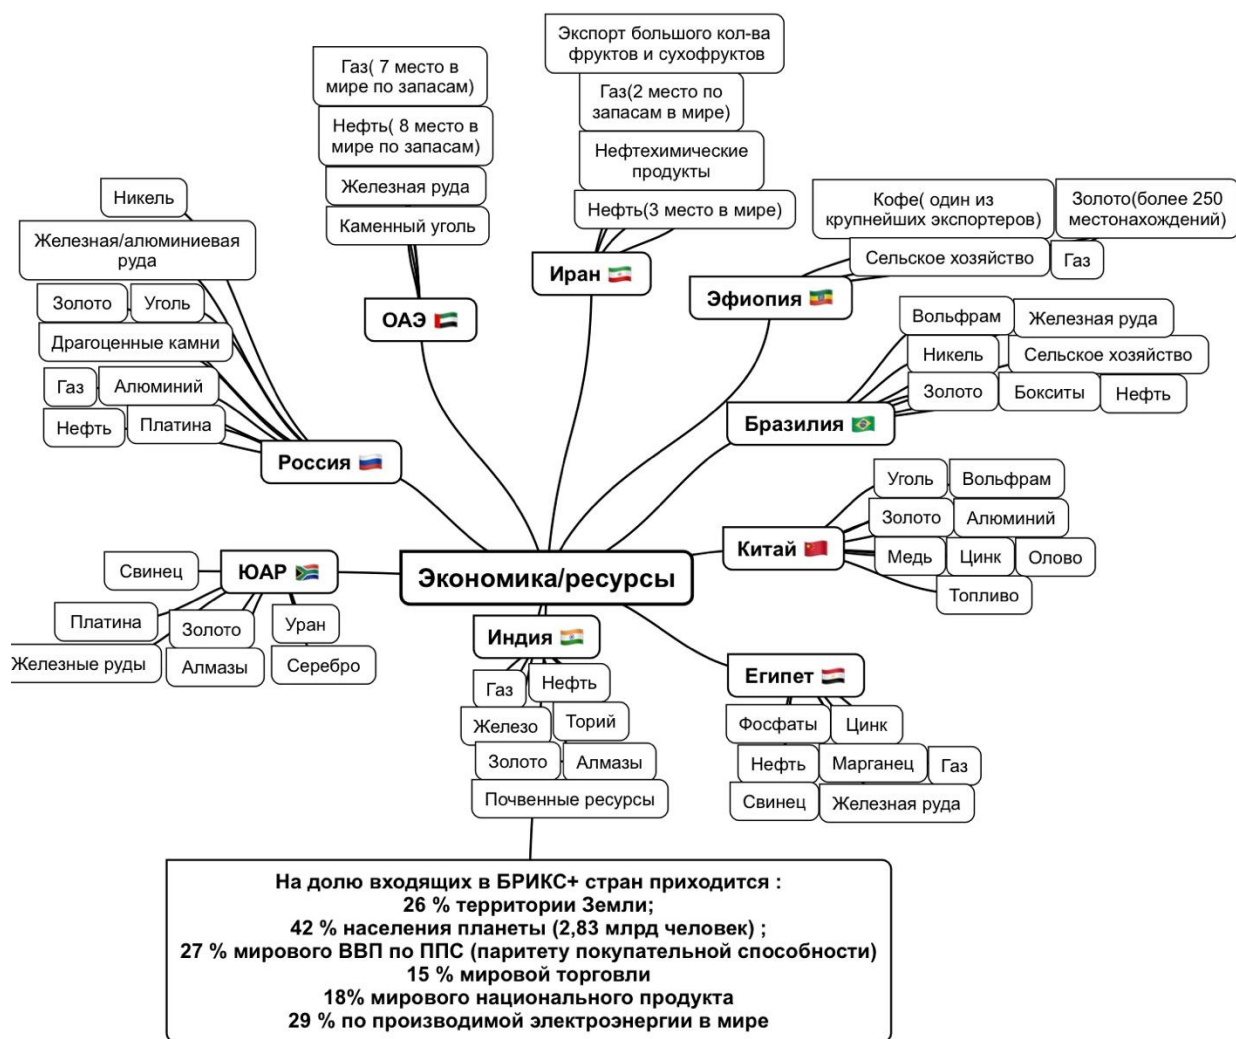 Экспорт большого кол-ва
фруктов и сухофруктов
Газ( 7 место в
мире по запасам)
Газ(2 место по
запасам в мире)
Нефть( 8 место в
мире по запасам)
Нефтехимические
продукты
Железная руда
Нефть(3 место в мире)
Каменный уголь
Иран
ОАЭ
Кофе( один из
крупнейших экспортеров)
Золото(более 250
местонахождений)
Сельское хозяйство
Газ
Эфиопия
Никель
Железная/алюминиевая
руда
Золото
Уголь
Драгоценные камни
Газ
Алюминий
Нефть
Платина
Россия
Вольфрам
Железная руда
Никель
Сельское хозяйство
Золото
Бокситы
Нефть
Бразилия
Уголь
Вольфрам
Золото
Алюминий
Китай
Медь
Цинк
Олово
Топливо
Экономика/ресурсы
Свинец
ЮАР
Платина
Золото
Уран
Железные руды
Алмазы
Серебро
Индия
Газ
Нефть
Железо
Торий
Золото
Алмазы
Почвенные ресурсы
Египет
Фосфаты
Цинк
Нефть
Марганец
Газ
Свинец
Железная руда
На долю входящих в БРИКС+ стран приходится :
26 % территории Земли;
42 % населения планеты (2,83 млрд человек) ;
27 % мирового ВВП по ППС (паритету покупательной способности)
15 % мировой торговли
18% мирового национального продукта
29 % по производимой электроэнергии в мире